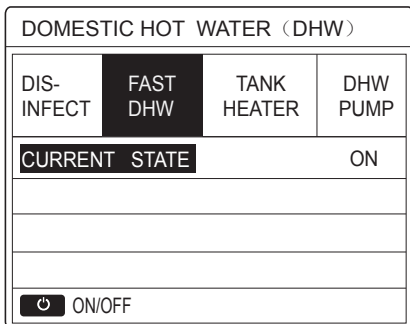 DOMESTIC HOT WATER（DHW）
DIS-
INFECT
FAST
DHW
TANK
HEATER
DHW
PUMP
CURRENT STATE ON
ON/OFF